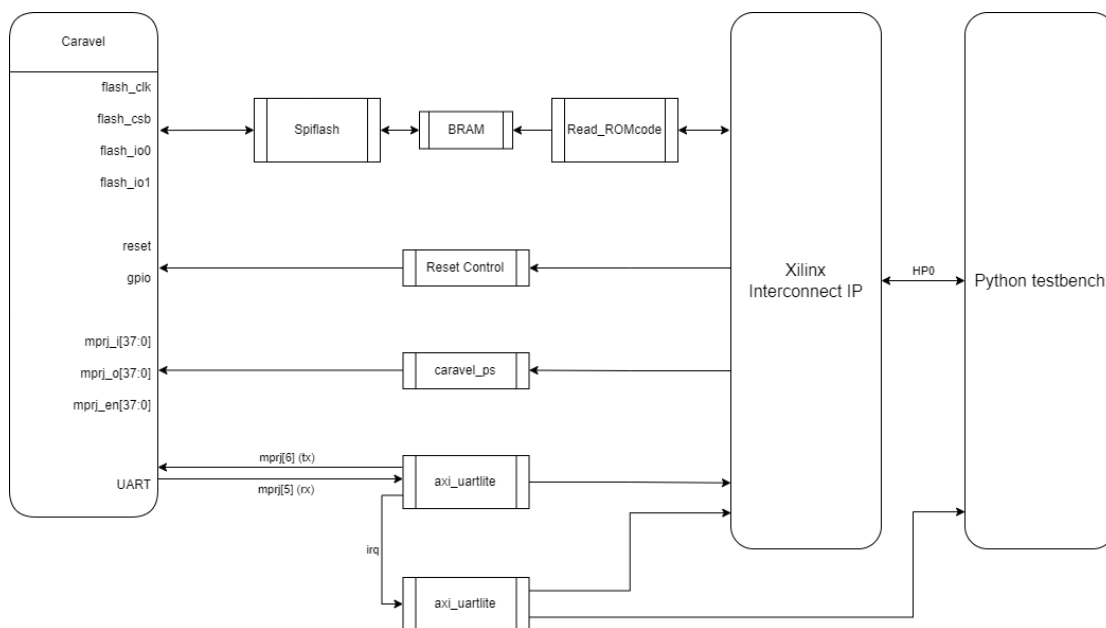 Caravel
flash_clk
flash_csb
flash_io0
flash_io1
Spiflash
BRAM
Read_ROMcode
reset
gpio
Reset Control
Xilinx
Interconnect IP
HP0
Python testbench
mprj_i[37:0]
mprj_o[37:0]
mprj_en[37:0]
caravel_ps
UART
mprj[6] (tx)
mprj[5] (rx)
axi_uartlite
irq
axi_uartlite